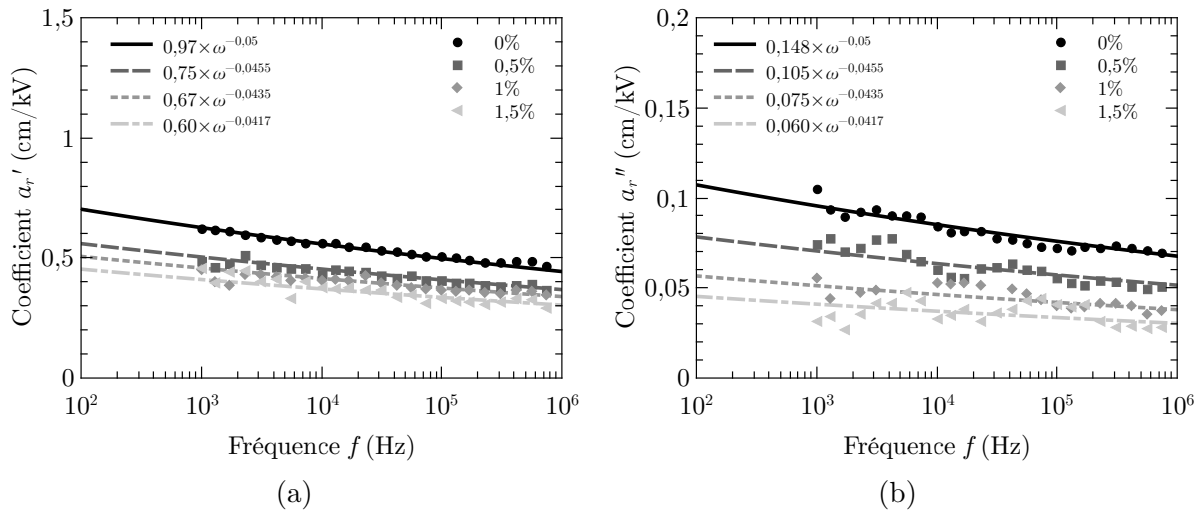 1,5
1
0,5
0
Coefficient a_r′ (cm/kV)
0,97×ω^−0,05
0,75×ω^−0,0455
0,67×ω^−0,0435
0,60×ω^−0,0417
0%
0,5%
1%
1,5%
10^2 10^3 10^4 10^5 10^6
Fréquence f (Hz)
(a)
0,2
0,15
0,1
0,05
0
Coefficient a_r″ (cm/kV)
0,148×ω^−0,05
0,105×ω^−0,0455
0,075×ω^−0,0435
0,060×ω^−0,0417
0%
0,5%
1%
1,5%
10^2 10^3 10^4 10^5 10^6
Fréquence f (Hz)
(b)